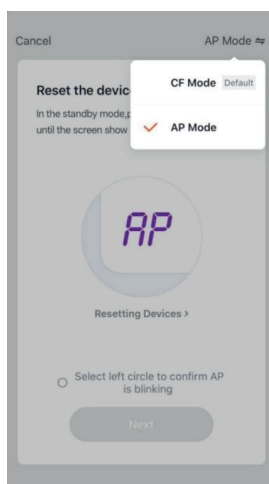 Cancel AP Mode ⇋
Reset the devic
CF Mode Default
In the standby mode,p
until the screen show
AP Mode
AP
Resetting Devices >
Select left circle to confirm AP
is blinking
Next